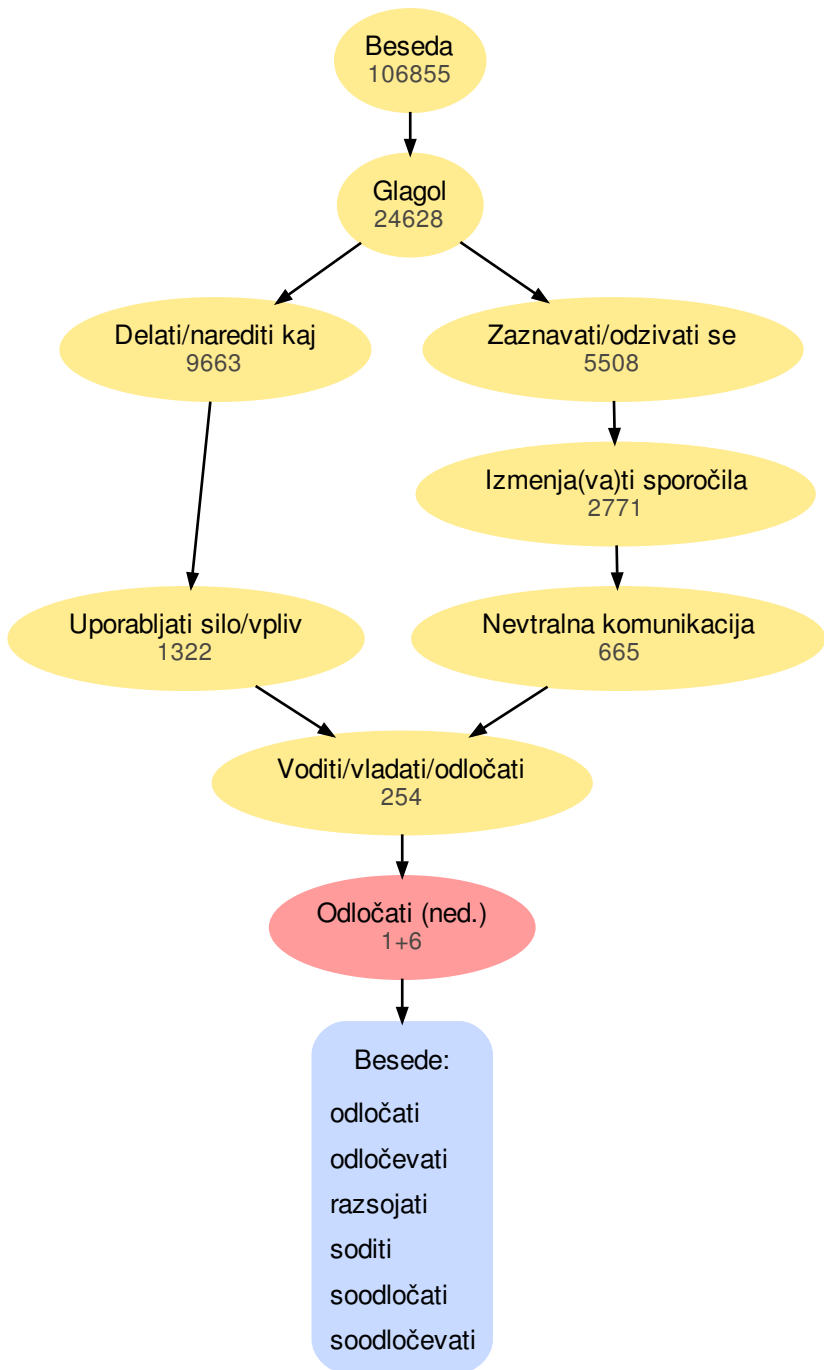 Beseda
106855
Glagol
24628
Delati/narediti kaj
9663
Zaznavati/odzivati se
5508
Izmenja(va)ti sporočila
2771
Uporabljati silo/vpliv
1322
Nevtralna komunikacija
665
Voditi/vladati/odločati
254
Odločati (ned.)
1+6
Besede:
odločati
odločevati
razsojati
soditi
soodločati
soodločevati